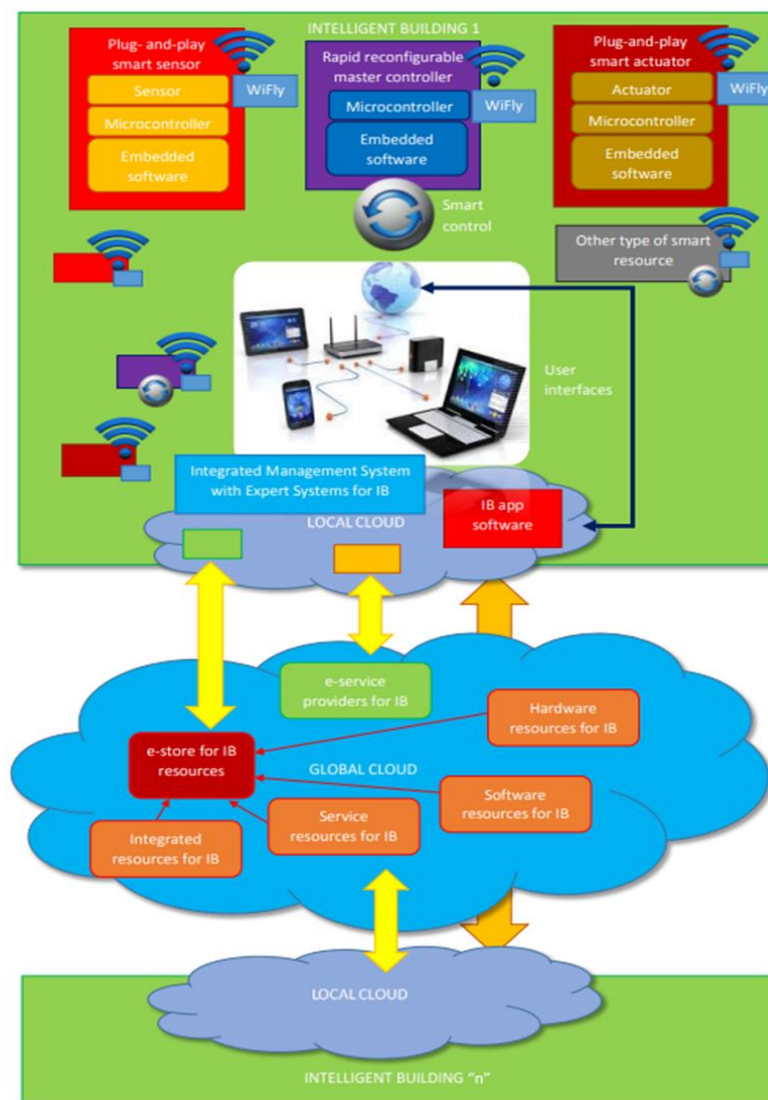 INTELLIGENT BUILDING 1
Plug- and-play
smart sensor
Sensor
Microcontroller
Embedded
software
WiFly
Rapid reconfigurable
master controller
Microcontroller
Embedded
software
WiFly
Plug-and-play
smart actuator
Actuator
Microcontroller
Embedded
software
WiFly
Smart
control
Other type of smart
resource
User
interfaces
Integrated Management System
with Expert Systems for IB
LOCAL CLOUD
IB app
software
e-service
providers for IB
Hardware
resources for IB
e-store for IB
resources
GLOBAL CLOUD
Software
resources for IB
Service
resources for IB
Integrated
resources for IB
LOCAL CLOUD
INTELLIGENT BUILDING “n”